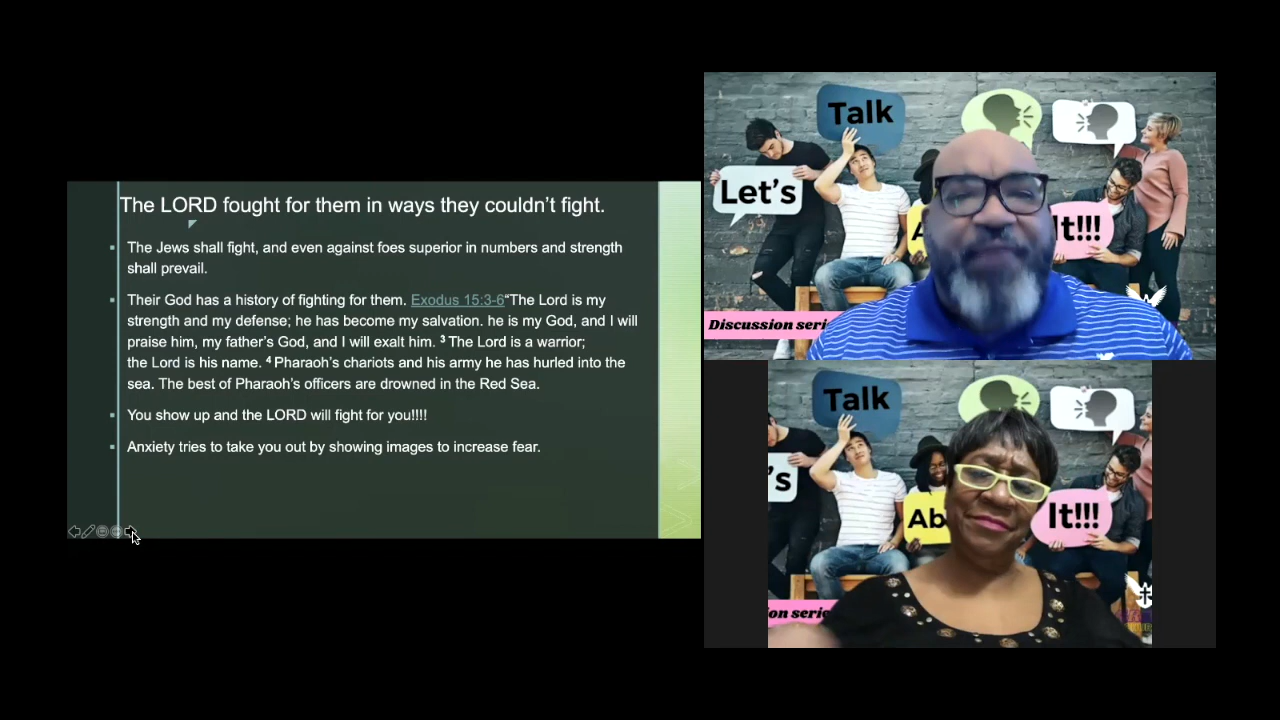 The LORD fought for them in ways they couldn't fight.
The Jews shall fight, and even against foes superior in numbers and strength
shall prevail.
Their God has a history of fighting for them. Exodus 15:3-6“The Lord is my
strength and my defense; he has become my salvation. he is my God, and I will
praise him, my father’s God, and I will exalt him. ³ The Lord is a warrior;
the Lord is his name. ⁴ Pharaoh’s chariots and his army he has hurled into the
sea. The best of Pharaoh’s officers are drowned in the Red Sea.
You show up and the LORD will fight for you!!!!
Anxiety tries to take you out by showing images to increase fear.
Talk
Let's
A
It!!!
Discussion seri
Talk
's
Ab
It!!!
ion serie